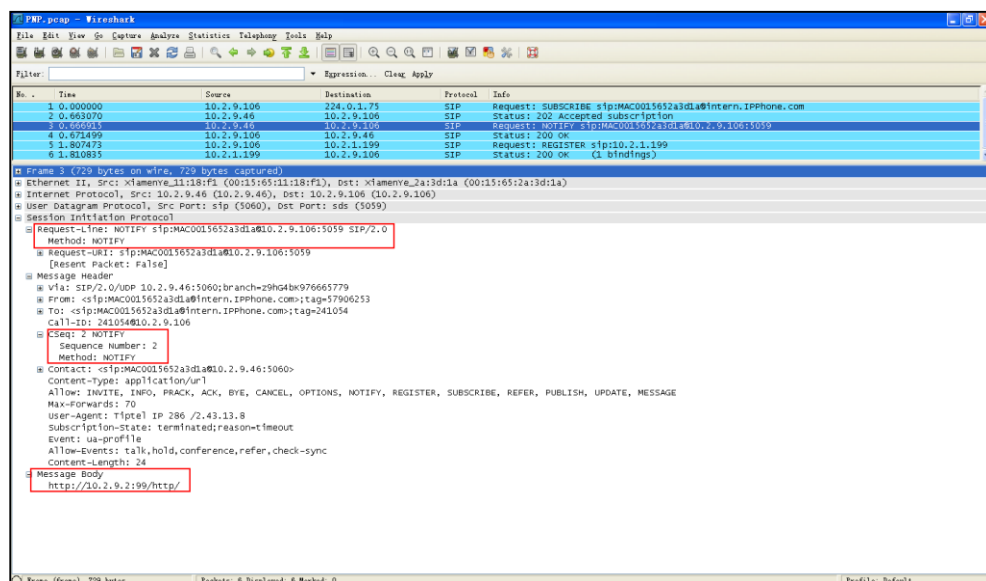 PNP.pcap - Wireshark
File Edit View Go Capture Analyze Statistics Telephony Tools Help
Filter: Expression... Clear Apply
No. . Time Source Destination Protocol Info
1 0.000000 10.2.9.106 224.0.1.75 SIP Request: SUBSCRIBE sip:MAC0015652a3d1a@intern.IPPhone.com
2 0.663070 10.2.9.46 10.2.9.106 SIP Status: 202 Accepted subscription
3 0.666915 10.2.9.46 10.2.9.106 SIP Request: NOTIFY sip:MAC0015652a3d1a@10.2.9.106:5059
4 0.671499 10.2.9.106 10.2.9.46 SIP Status: 200 OK
5 1.807473 10.2.9.106 10.2.1.199 SIP Request: REGISTER sip:10.2.1.199
6 1.810835 10.2.1.199 10.2.9.106 SIP Status: 200 OK (1 bindings)
Frame 3 (729 bytes on wire, 729 bytes captured)
Ethernet II, Src: XiamenYe_11:18:f1 (00:15:65:11:18:f1), Dst: XiamenYe_2a:3d:1a (00:15:65:2a:3d:1a)
Internet Protocol, Src: 10.2.9.46 (10.2.9.46), Dst: 10.2.9.106 (10.2.9.106)
User Datagram Protocol, Src Port: sip (5060), Dst Port: sds (5059)
Session Initiation Protocol
Request-Line: NOTIFY sip:MAC0015652a3d1a@10.2.9.106:5059 SIP/2.0
Method: NOTIFY
Request-URI: sip:MAC0015652a3d1a@10.2.9.106:5059
[Resent Packet: False]
Message Header
Via: SIP/2.0/UDP 10.2.9.46:5060;branch=z9hG4bK976665779
From: <sip:MAC0015652a3d1a@intern.IPPhone.com>;tag=57906253
To: <sip:MAC0015652a3d1a@intern.IPPhone.com>;tag=241054
Call-ID: 241054@10.2.9.106
CSeq: 2 NOTIFY
Sequence Number: 2
Method: NOTIFY
Contact: <sip:MAC0015652a3d1a@10.2.9.46:5060>
Content-Type: application/url
Allow: INVITE, INFO, PRACK, ACK, BYE, CANCEL, OPTIONS, NOTIFY, REGISTER, SUBSCRIBE, REFER, PUBLISH, UPDATE, MESSAGE
Max-Forwards: 70
User-Agent: Tiptel IP 286 /2.43.13.8
Subscription-State: terminated;reason=timeout
Event: ua-profile
Allow-Events: talk,hold,conference,refer,check-sync
Content-Length: 24
Message Body
http://10.2.9.2:99/http/
Frame (frame), 729 bytes Packets: 6 Displayed: 6 Marked: 0 Profile: Default